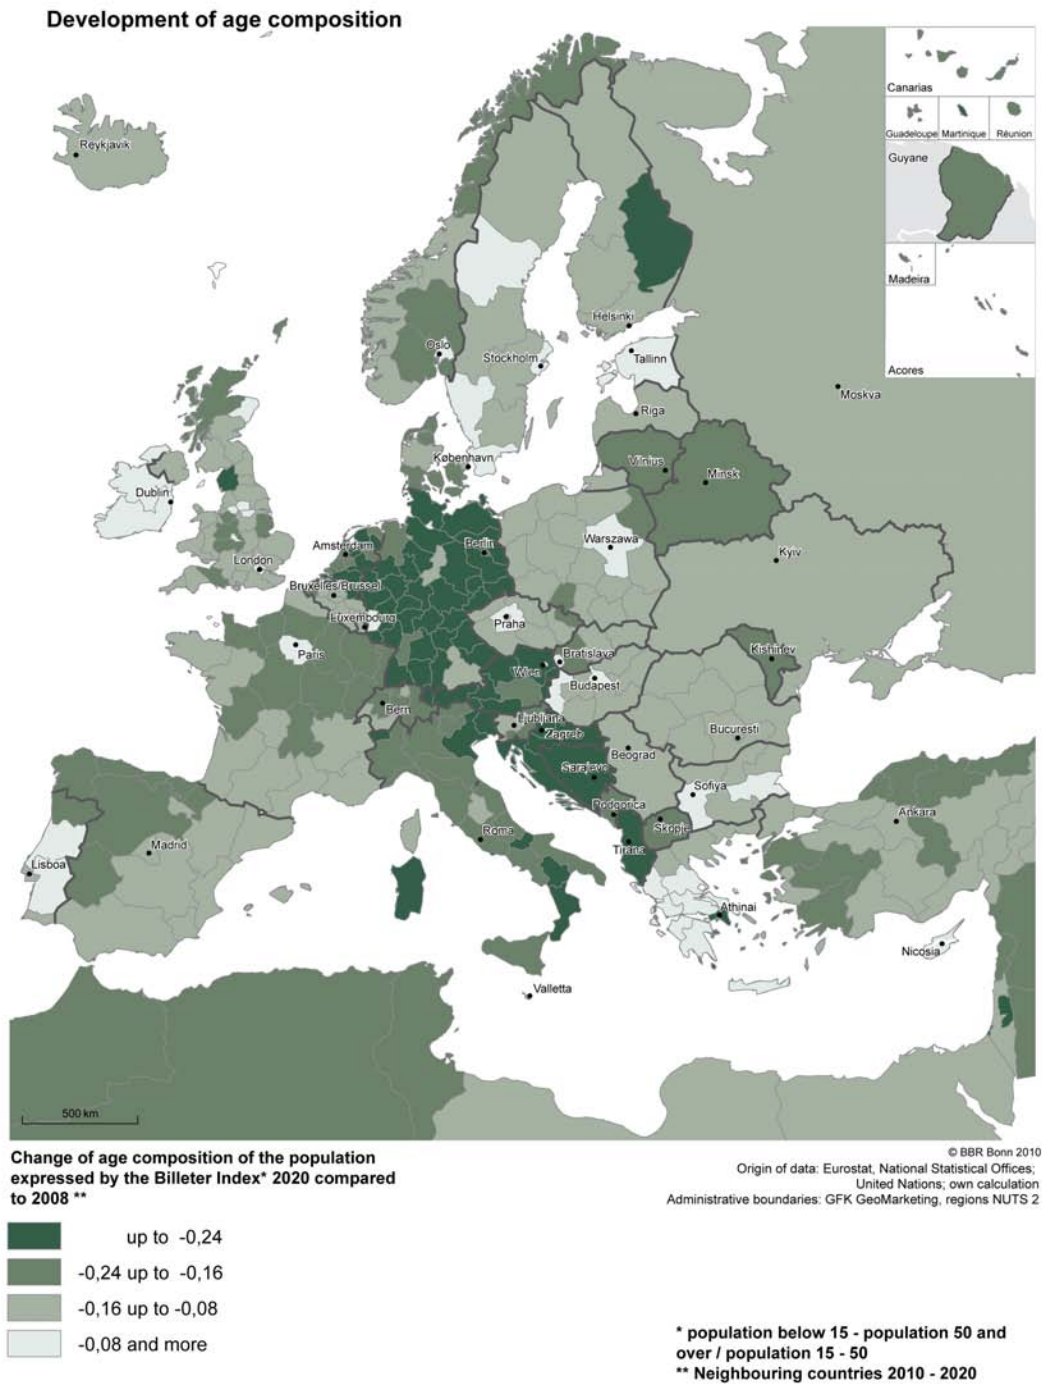 Development of age composition
Canarias
Guadeloupe Martinique Réunion
Guyane
Madeira
Acores
Reykjavik
Helsinki
Oslo
Stockholm
Tallinn
Moskva
Riga
København
Vilnius
Minsk
Dublin
Amsterdam
Berlin
Warszawa
London
Kyiv
Bruxelles/Brussel
Luxembourg
Praha
Paris
Kishinev
Bratislava
Wien
Budapest
Bern
Ljubljana
Zagreb
Bucuresti
Beograd
Sarajevo
Sofiya
Podgorica
Skopje
Ankara
Roma
Tirana
Madrid
Lisboa
Athinai
Nicosia
Valletta
500 km
Change of age composition of the population
expressed by the Billeter Index* 2020 compared
to 2008 **
up to -0,24
-0,24 up to -0,16
-0,16 up to -0,08
-0,08 and more
© BBR Bonn 2010
Origin of data: Eurostat, National Statistical Offices;
United Nations; own calculation
Administrative boundaries: GFK GeoMarketing, regions NUTS 2
* population below 15 - population 50 and
over / population 15 - 50
** Neighbouring countries 2010 - 2020